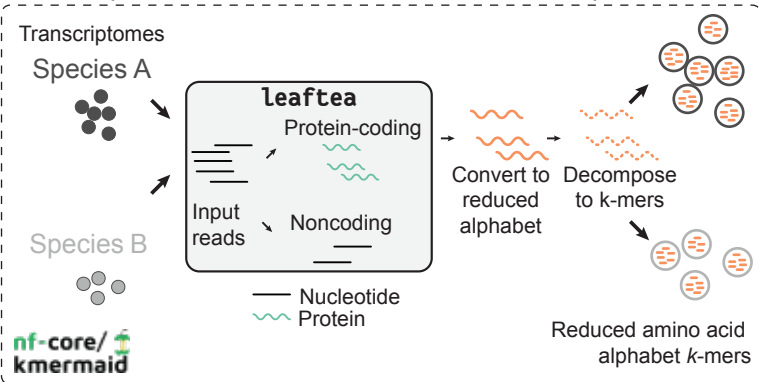 Transcriptomes
Species A
leaftea
Protein-coding
Input
reads
Noncoding
Convert to
reduced
alphabet
Decompose
to k-mers
Species B
Nucleotide
Protein
nf-core/
kmermaid
Reduced amino acid
alphabet k-mers